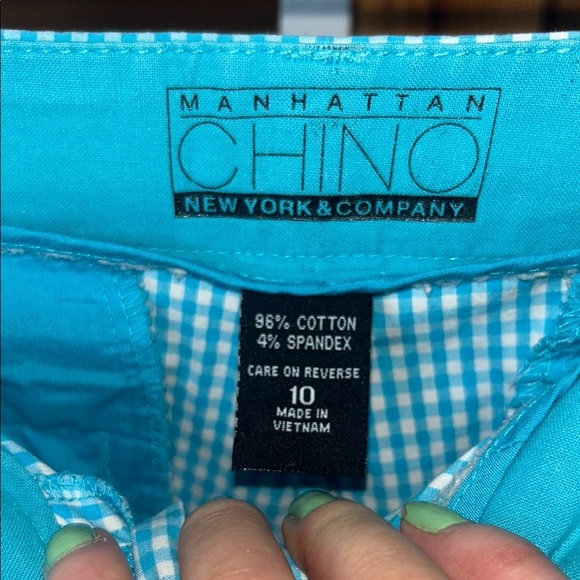 MANHATTAN
CHINO
NEW YORK&COMPANY
96% COTTON
4% SPANDEX
CARE ON REVERSE
10
MADE IN
VIETNAM